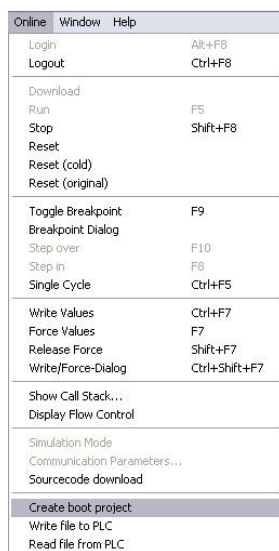 Online Window Help
Login Alt+F8
Logout Ctrl+F8
Download
Run F5
Stop Shift+F8
Reset
Reset (cold)
Reset (original)
Toggle Breakpoint F9
Breakpoint Dialog
Step over F10
Step in F8
Single Cycle Ctrl+F5
Write Values Ctrl+F7
Force Values F7
Release Force Shift+F7
Write/Force-Dialog Ctrl+Shift+F7
Show Call Stack...
Display Flow Control
Simulation Mode
Communication Parameters...
Sourcecode download
Create boot project
Write file to PLC
Read file from PLC